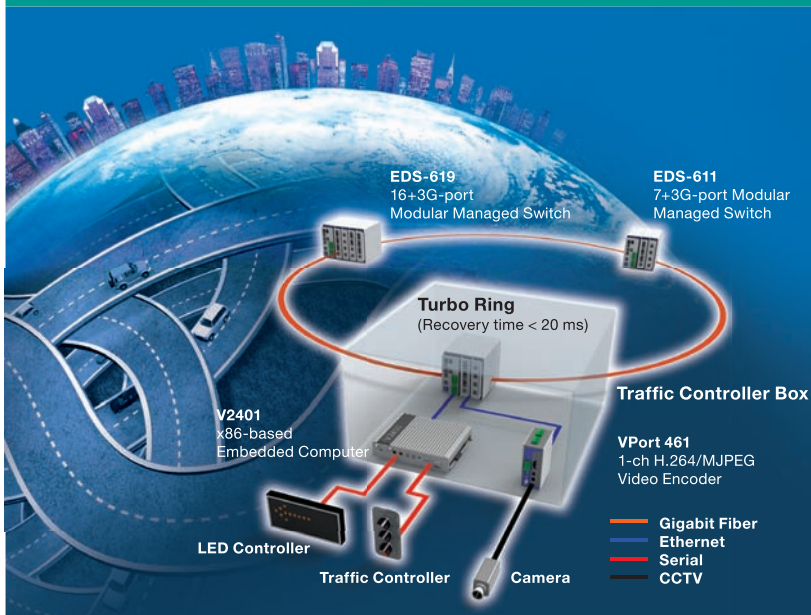 EDS-619
16+3G-port
Modular Managed Switch
EDS-611
7+3G-port Modular
Managed Switch
Turbo Ring
(Recovery time < 20 ms)
Traffic Controller Box
V2401
x86-based
Embedded Computer
VPort 461
1-ch H.264/MJPEG
Video Encoder
LED Controller
Traffic Controller
Camera
Gigabit Fiber
Ethernet
Serial
CCTV